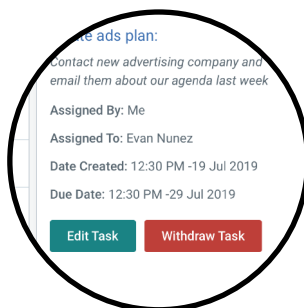 ads plan:
Contact new advertising company and
email them about our agenda last week
Assigned By: Me
Assigned To: Evan Nunez
Date Created: 12:30 PM -19 Jul 2019
Due Date: 12:30 PM -29 Jul 2019
Edit Task Withdraw Task